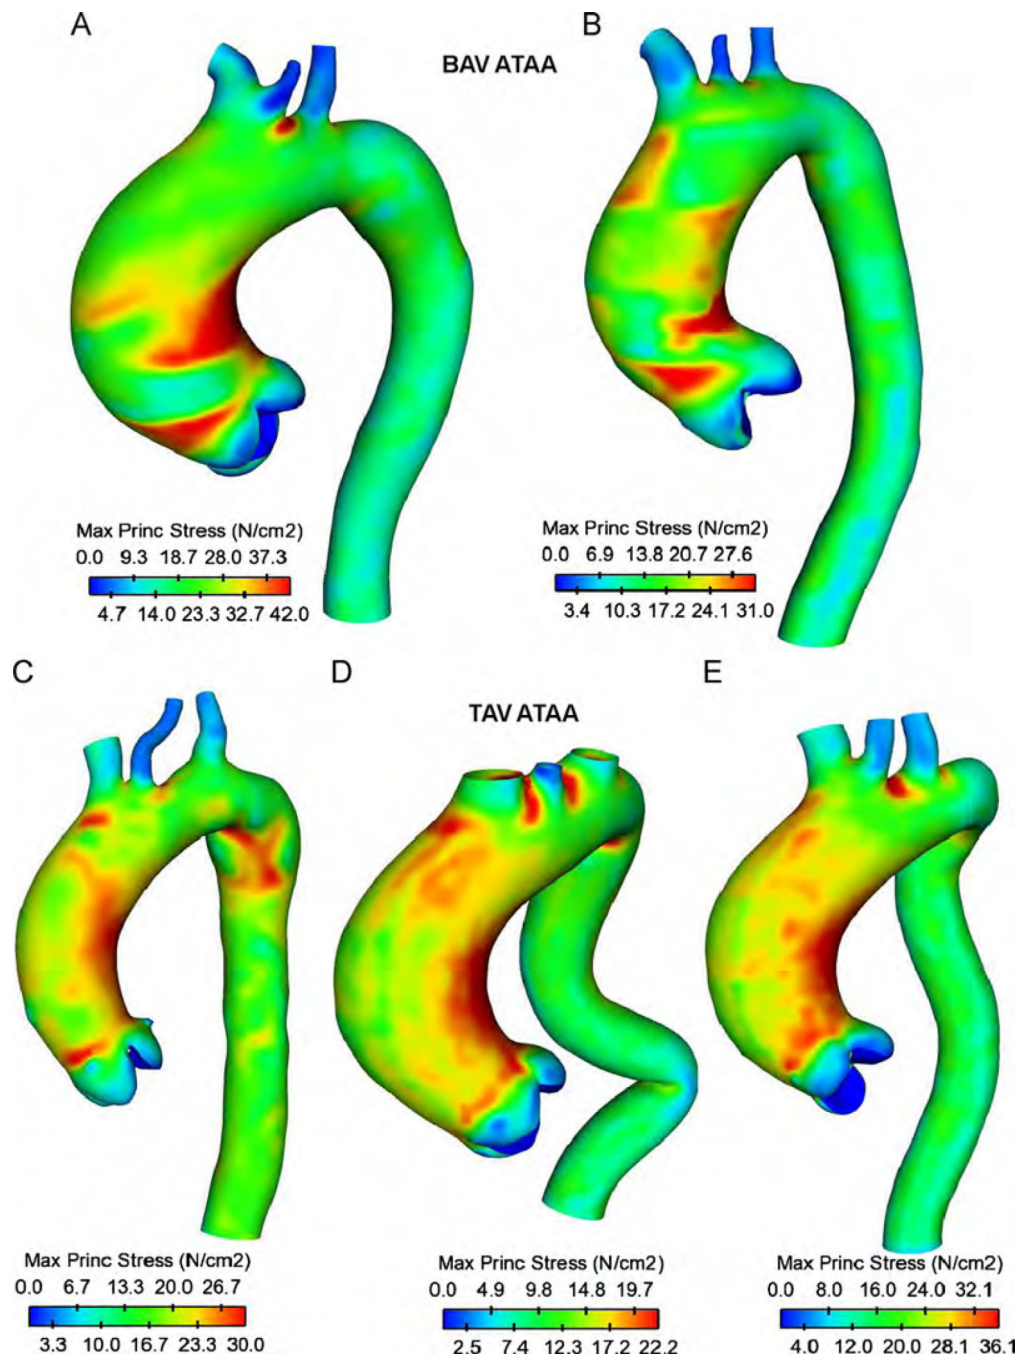 A
B
BAV ATAA
Max Princ Stress (N/cm2)
0.0 9.3 18.7 28.0 37.3
4.7 14.0 23.3 32.7 42.0
Max Princ Stress (N/cm2)
0.0 6.9 13.8 20.7 27.6
3.4 10.3 17.2 24.1 31.0
C
D
E
TAV ATAA
Max Princ Stress (N/cm2)
0.0 6.7 13.3 20.0 26.7
3.3 10.0 16.7 23.3 30.0
Max Princ Stress (N/cm2)
0.0 4.9 9.8 14.8 19.7
2.5 7.4 12.3 17.2 22.2
Max Princ Stress (N/cm2)
0.0 8.0 16.0 24.0 32.1
4.0 12.0 20.0 28.1 36.1